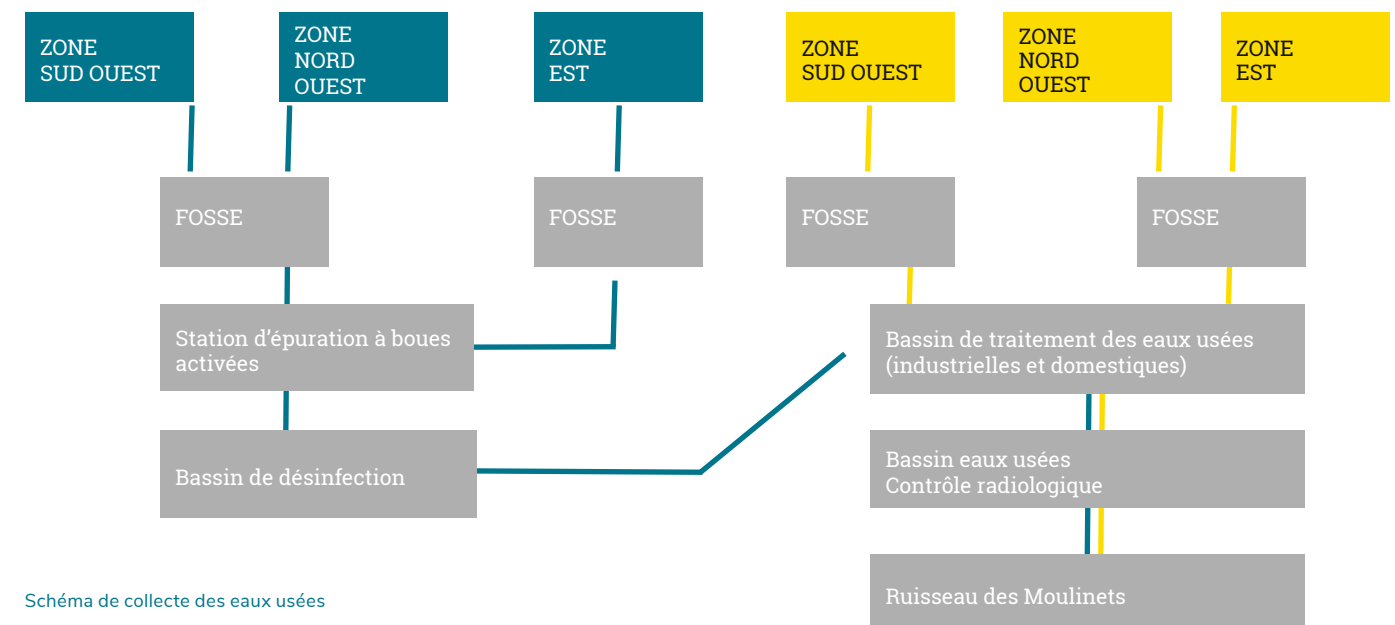 ZONE
SUD OUEST
ZONE
NORD
OUEST
ZONE
EST
ZONE
SUD OUEST
ZONE
NORD
OUEST
ZONE
EST
FOSSE
FOSSE
FOSSE
FOSSE
Station d'épuration à boues
activées
Bassin de traitement des eaux usées
(industrielles et domestiques)
Bassin de désinfection
Bassin eaux usées
Contrôle radiologique
Ruisseau des Moulinets
Schéma de collecte des eaux usées